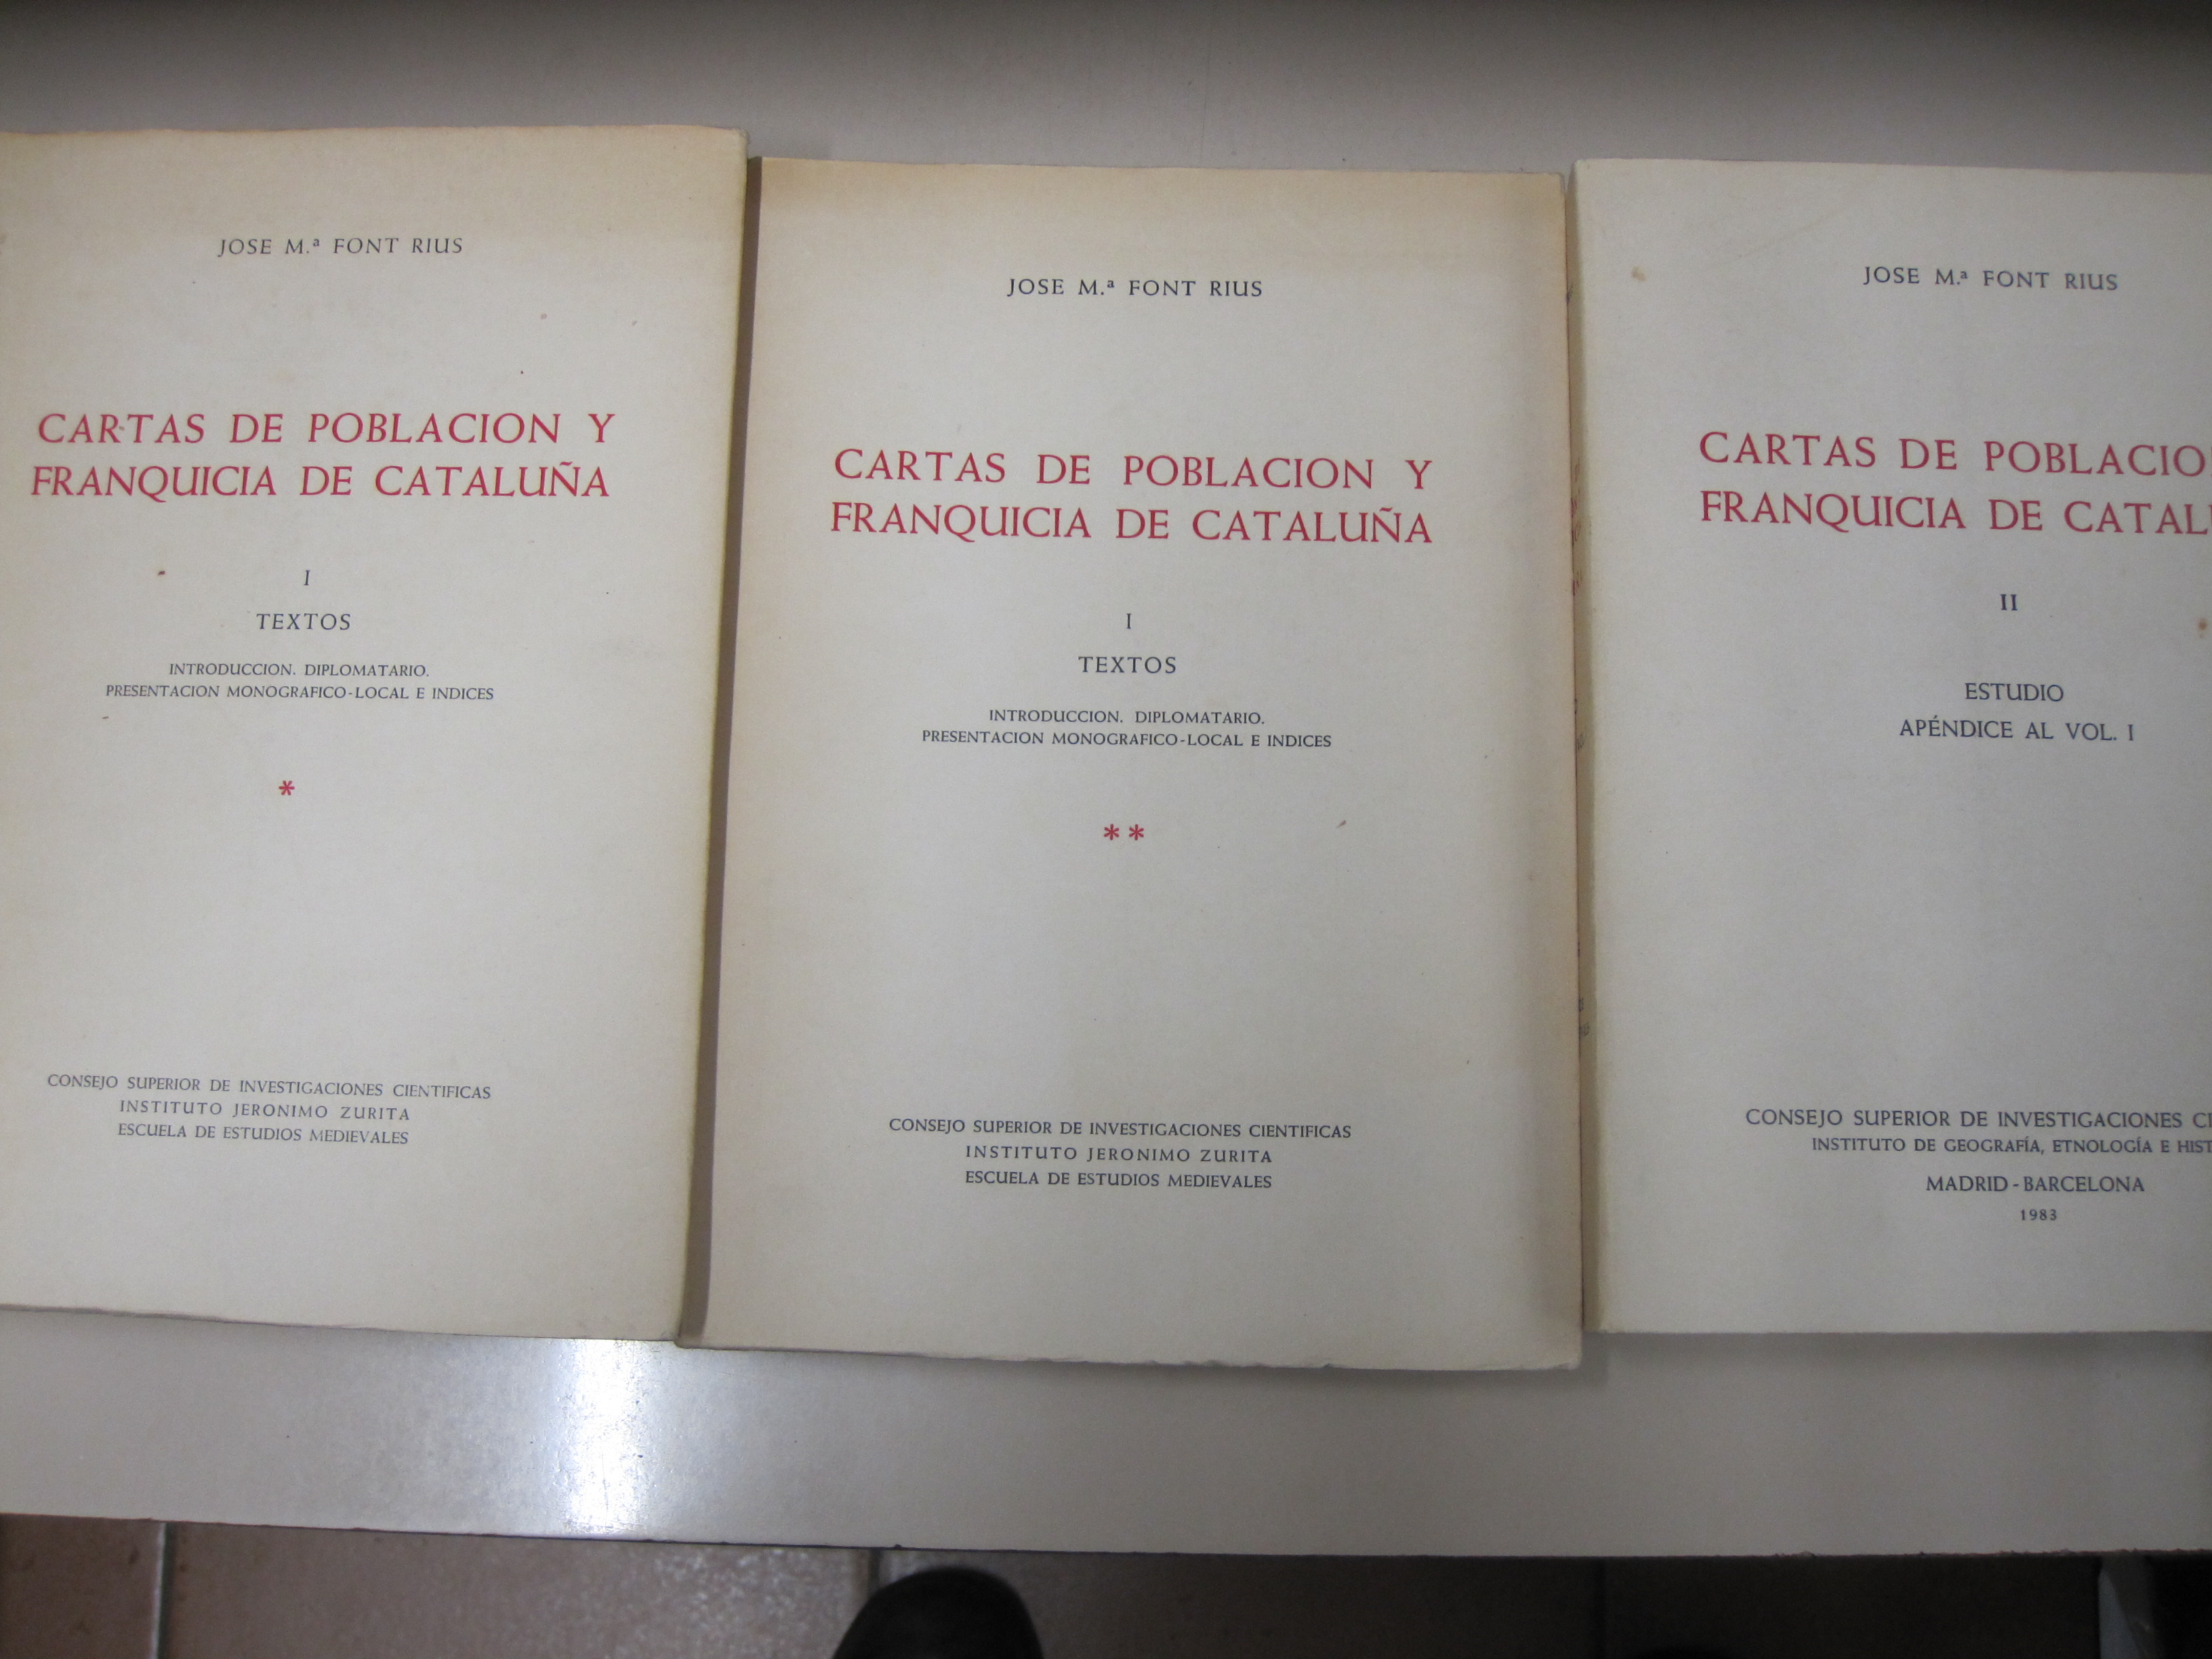 JOSE M.ª FONT RIUS
CARTAS DE POBLACION Y
FRANQUICIA DE CATALUÑA
I
TEXTOS
INTRODUCCION. DIPLOMATARIO.
PRESENTACION MONOGRAFICO-LOCAL E INDICES
*
CONSEJO SUPERIOR DE INVESTIGACIONES CIENTIFICAS
INSTITUTO JERONIMO ZURITA
ESCUELA DE ESTUDIOS MEDIEVALES
JOSE M.ª FONT RIUS
CARTAS DE POBLACION Y
FRANQUICIA DE CATALUÑA
I
TEXTOS
INTRODUCCION. DIPLOMATARIO.
PRESENTACION MONOGRAFICO-LOCAL E INDICES
**
CONSEJO SUPERIOR DE INVESTIGACIONES CIENTIFICAS
INSTITUTO JERONIMO ZURITA
ESCUELA DE ESTUDIOS MEDIEVALES
JOSE M.ª FONT RIUS
CARTAS DE POBLACIO
FRANQUICIA DE CATAL
II
ESTUDIO
APÉNDICE AL VOL. I
CONSEJO SUPERIOR DE INVESTIGACIONES CI
INSTITUTO DE GEOGRAFÍA, ETNOLOGÍA E HIST
MADRID - BARCELONA
1983